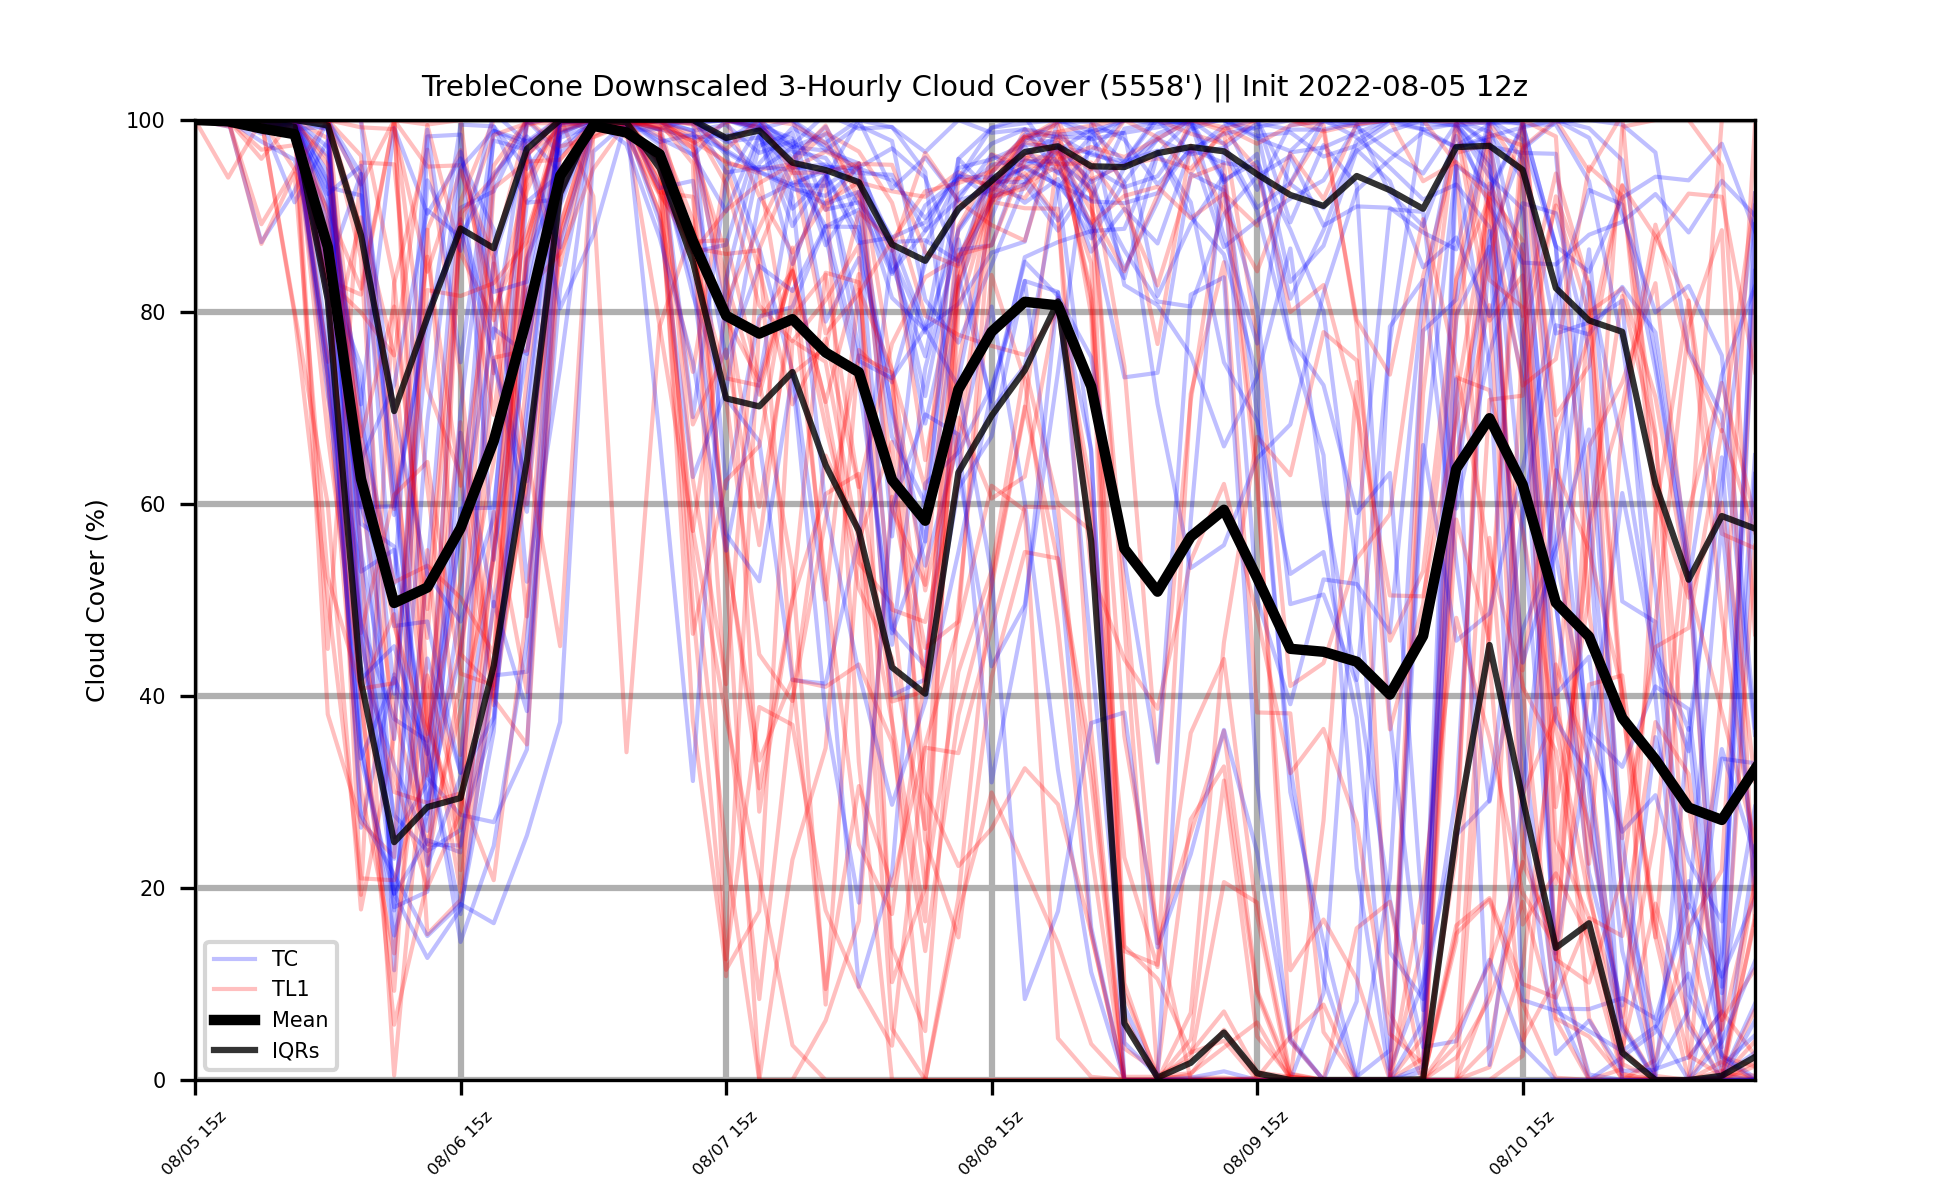 TrebleCone Downscaled 3-Hourly Cloud Cover (5558') || Init 2022-08-05 12z
Cloud Cover (%)
100
80
60
40
20
0
TC
TL1
Mean
IQRs
08/05 15z
08/06 15z
08/07 15z
08/08 15z
08/09 15z
08/10 15z